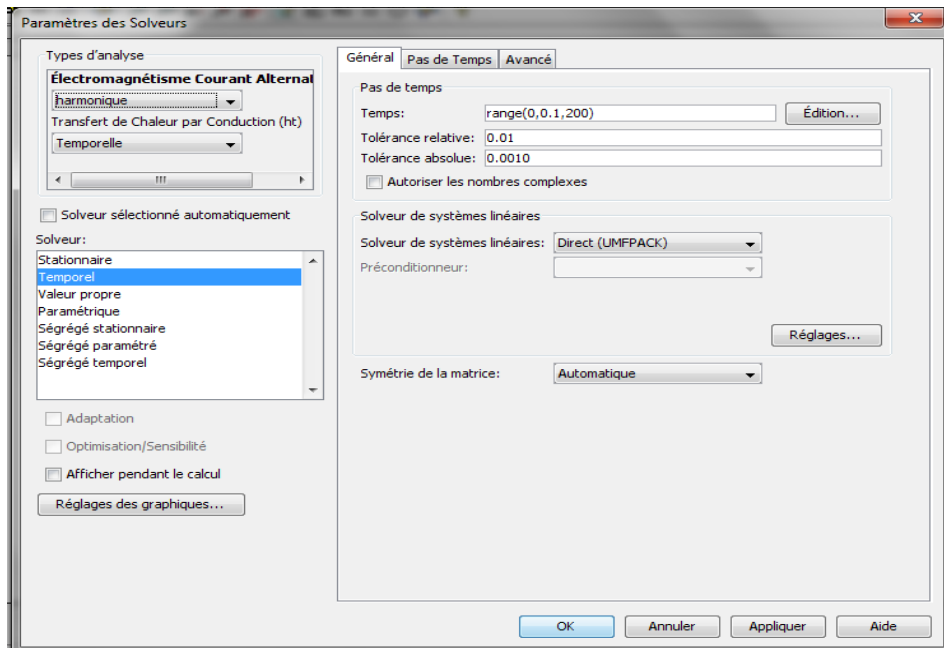 Paramètres des Solveurs
Types d'analyse
Électromagnétisme Courant Alternat
harmonique
Transfert de Chaleur par Conduction (ht)
Temporelle
Solveur sélectionné automatiquement
Solveur:
Stationnaire
Temporel
Valeur propre
Paramétrique
Ségrégé stationnaire
Ségrégé paramétré
Ségrégé temporel
Adaptation
Optimisation/Sensibilité
Afficher pendant le calcul
Réglages des graphiques...
Général
Pas de Temps
Avancé
Pas de temps
Temps:
range(0,0.1,200)
Édition...
Tolérance relative:
0.01
Tolérance absolue:
0.0010
Autoriser les nombres complexes
Solveur de systèmes linéaires
Solveur de systèmes linéaires:
Direct (UMFPACK)
Préconditionneur:
Réglages...
Symétrie de la matrice:
Automatique
OK
Annuler
Appliquer
Aide